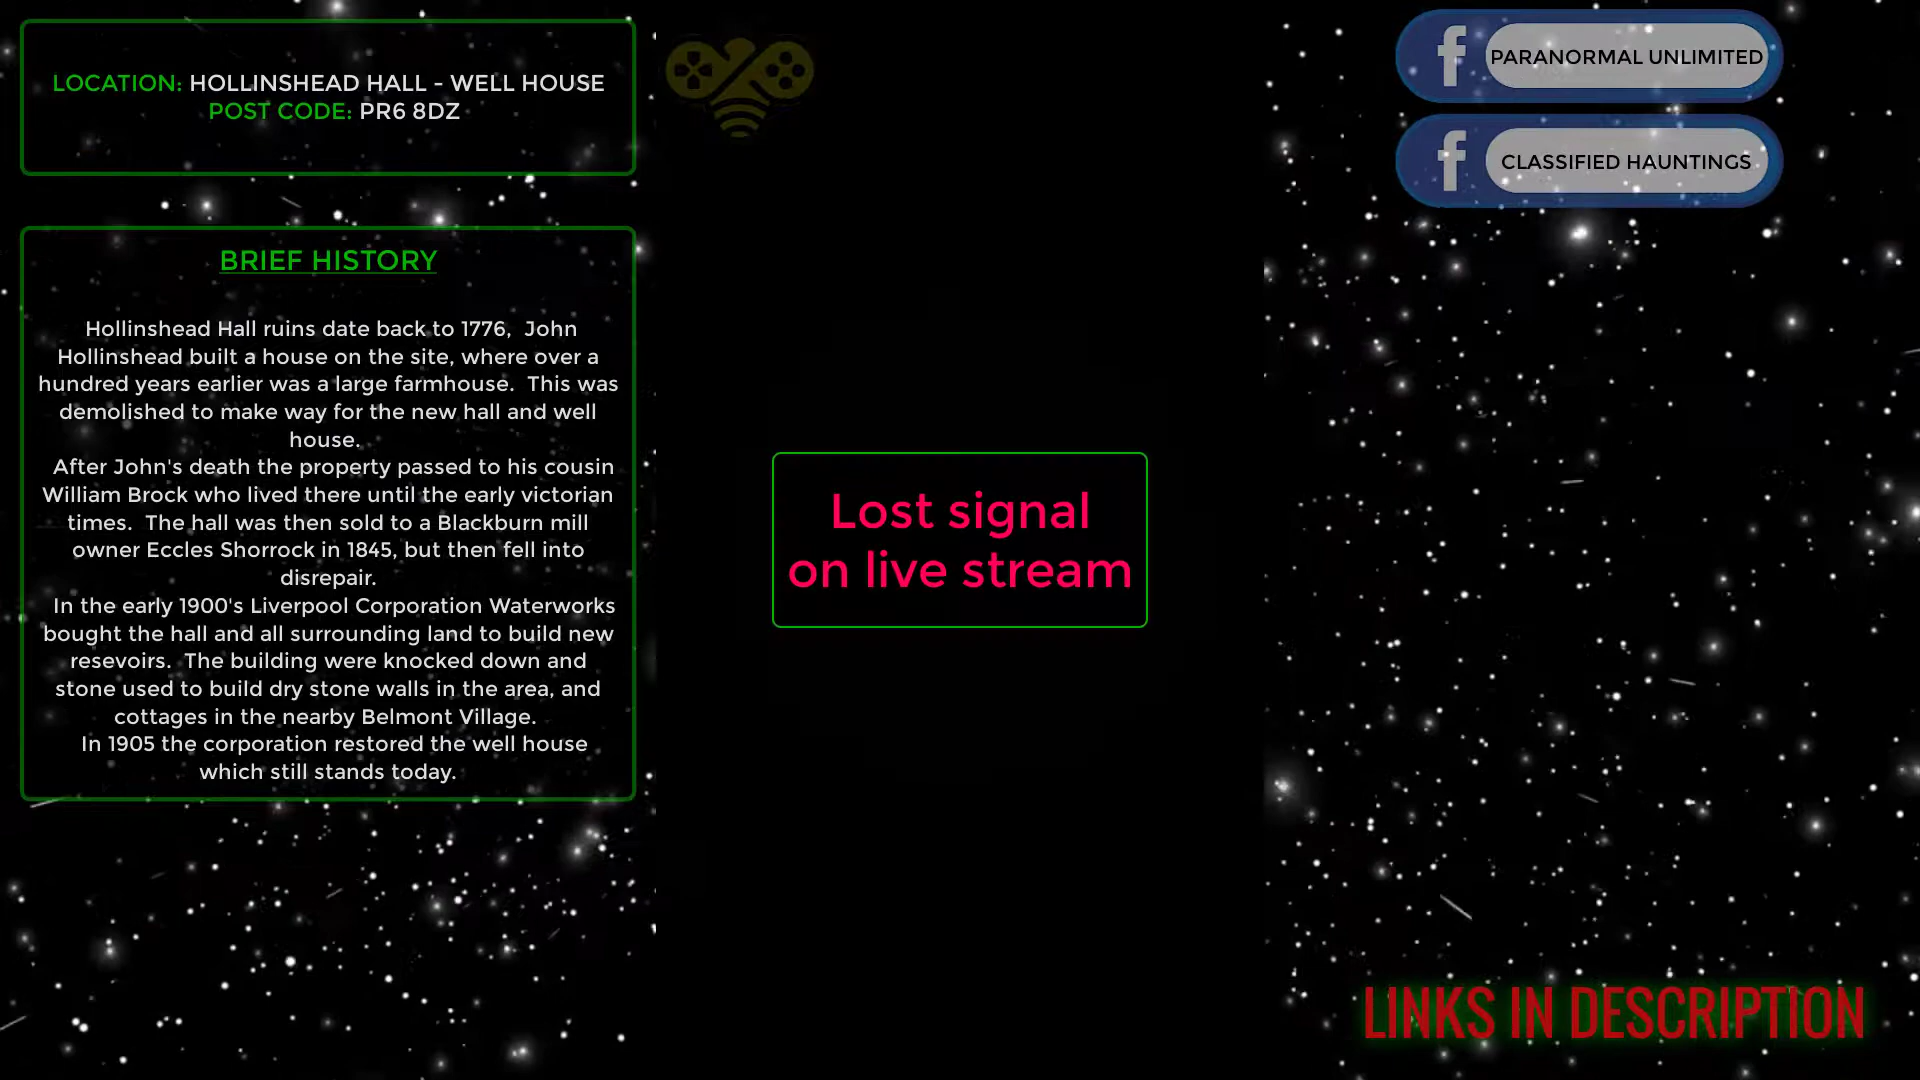 LOCATION: HOLLINSHEAD HALL - WELL HOUSE
POST CODE: PR6 8DZ
BRIEF HISTORY
Hollinshead Hall ruins date back to 1776, John
Hollinshead built a house on the site, where over a
hundred years earlier was a large farmhouse. This was
demolished to make way for the new hall and well
house.
After John's death the property passed to his cousin
William Brock who lived there until the early victorian
times. The hall was then sold to a Blackburn mill
owner Eccles Shorrock in 1845, but then fell into
disrepair.
In the early 1900's Liverpool Corporation Waterworks
bought the hall and all surrounding land to build new
resevoirs. The building were knocked down and
stone used to build dry stone walls in the area, and
cottages in the nearby Belmont Village.
In 1905 the corporation restored the well house
which still stands today.
Lost signal
on live stream
f PARANORMAL UNLIMITED
f CLASSIFIED HAUNTINGS
LINKS IN DESCRIPTION